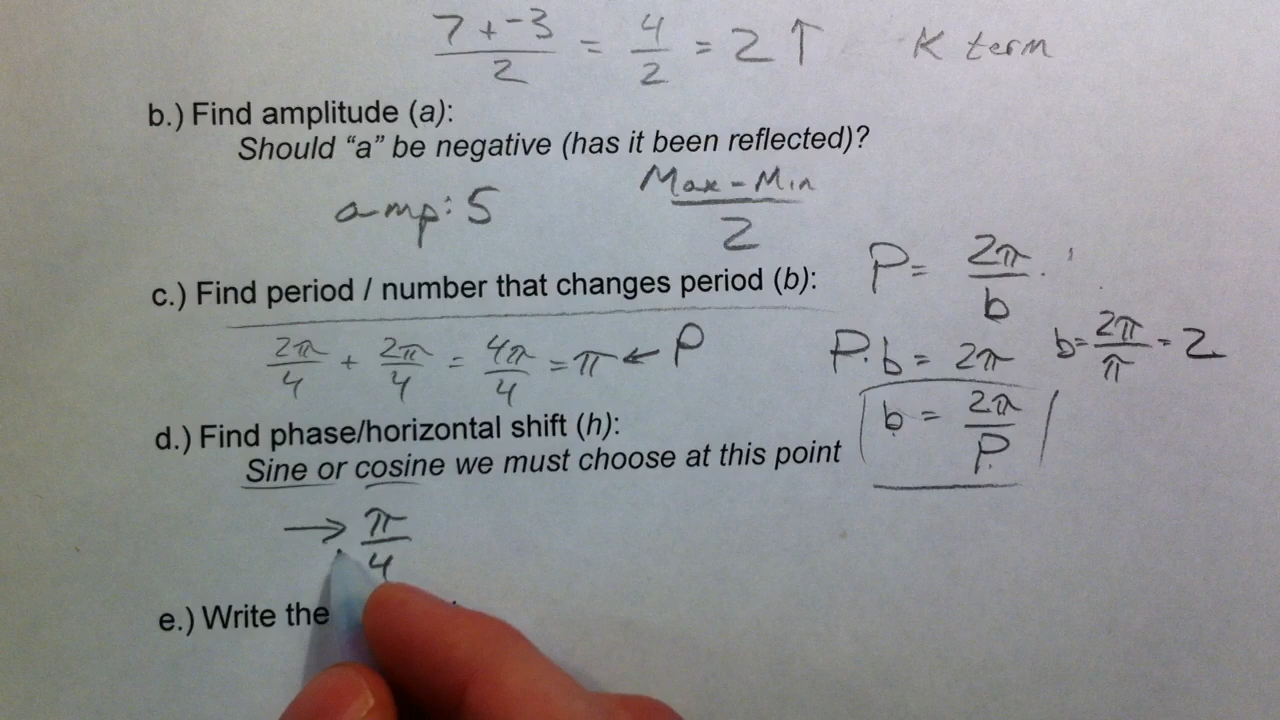 7 + -3 / 2 = 4 / 2 = 2 ↑ K term
b.) Find amplitude (a):
Should “a” be negative (has it been reflected)?
amp: 5 Max - Min / 2
c.) Find period / number that changes period (b):
P = 2π / b
2π / 4 + 2π / 4 = 4π / 4 = π ← P
P · b = 2π
b = 2π / π = 2
b = 2π / P
d.) Find phase/horizontal shift (h):
Sine or cosine we must choose at this point
→ π / 4
e.) Write the